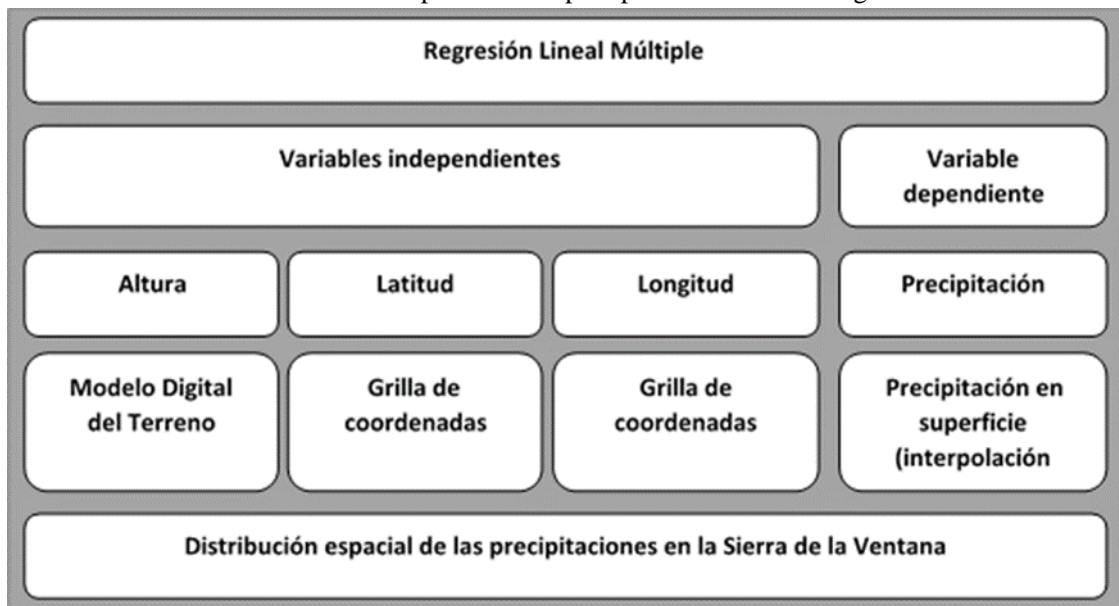 Regresión Lineal Múltiple
Variables independientes
Variable
dependiente
Altura
Latitud
Longitud
Precipitación
Modelo Digital
del Terreno
Grilla de
coordenadas
Grilla de
coordenadas
Precipitación en
superficie
(interpolación
Distribución espacial de las precipitaciones en la Sierra de la Ventana